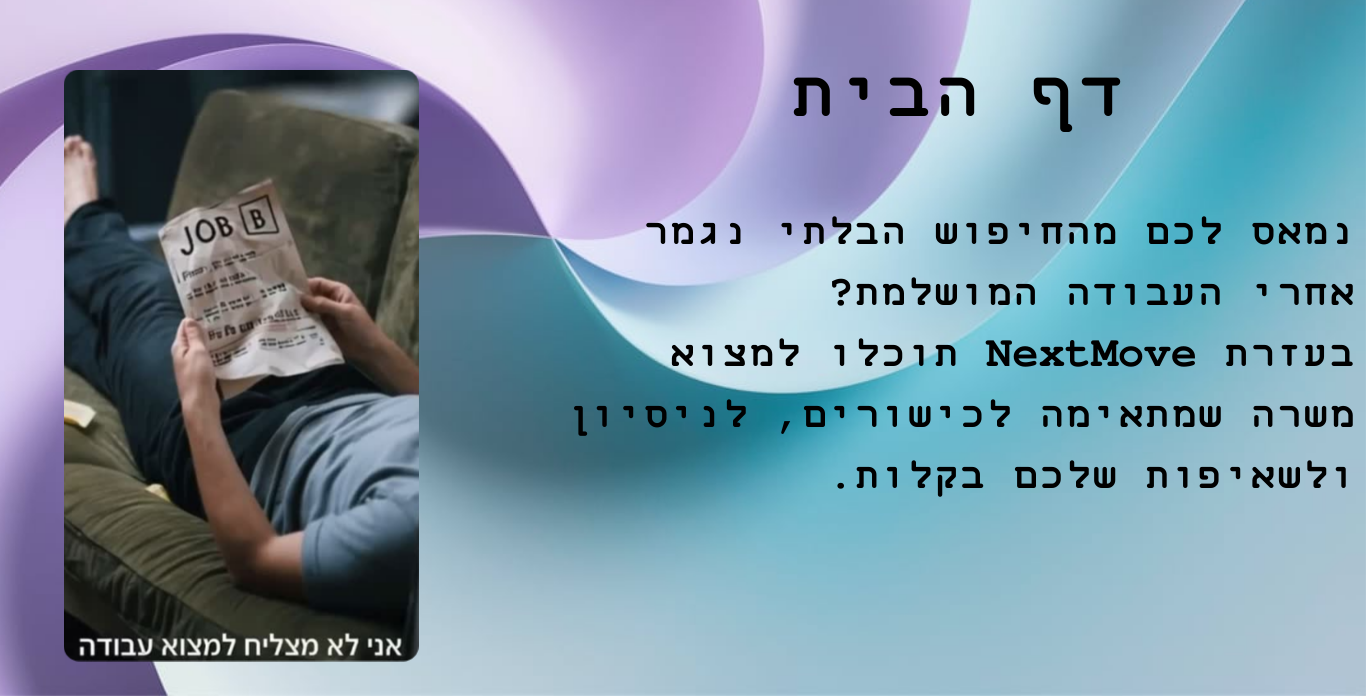 דף הבית
נמאס לכם מהחיפוש הבלתי נגמר
אחרי העבודה המושלמת?
בעזרת NextMove תוכלו למצוא
משרה שמתאימה לכישורים, לניסיון
ולשאיפות שלכם בקלות.
JOB B
אני לא מצליח למצוא עבודה